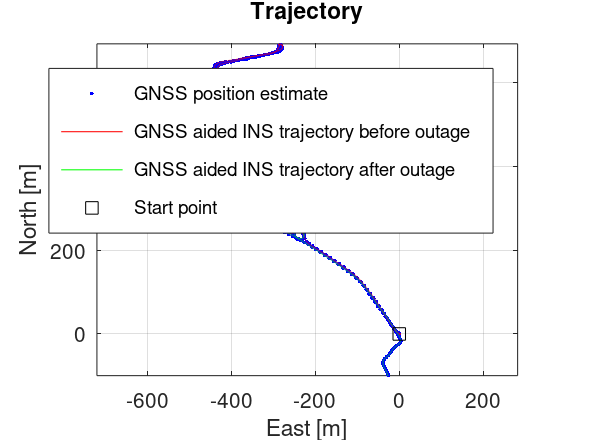 Trajectory
GNSS position estimate
GNSS aided INS trajectory before outage
GNSS aided INS trajectory after outage
Start point
North [m]
200
0
-600 -400 -200 0 200
East [m]